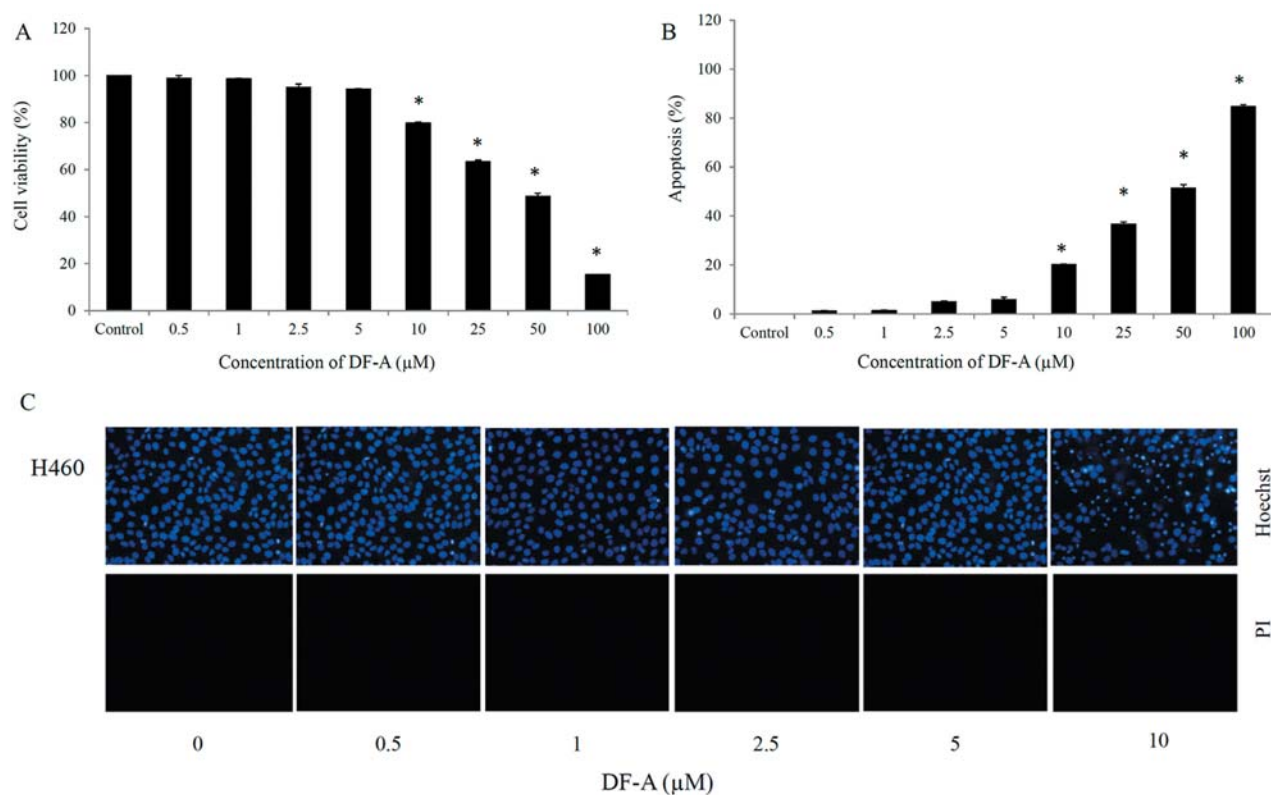 A
120
100
80
60
40
20
0
Cell viability (%)
* * * *
Control 0.5 1 2.5 5 10 25 50 100
Concentration of DF-A (µM)
B
120
100
80
60
40
20
0
Apoptosis (%)
* * * *
Control 0.5 1 2.5 5 10 25 50 100
Concentration of DF-A (µM)
C
H460
Hoechst
PI
0 0.5 1 2.5 5 10
DF-A (µM)